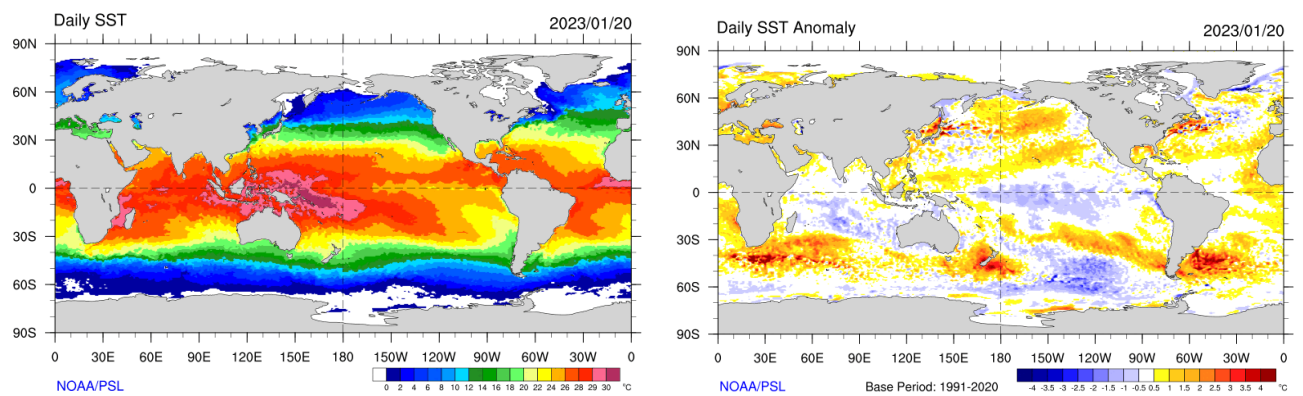 Daily SST
2023/01/20
90N
60N
30N
0
30S
60S
90S
0 30E 60E 90E 120E 150E 180 150W 120W 90W 60W 30W 0
NOAA/PSL
0 2 4 6 8 10 12 14 16 18 20 22 24 26 28 29 30 °C
Daily SST Anomaly
2023/01/20
90N
60N
30N
0
30S
60S
90S
0 30E 60E 90E 120E 150E 180 150W 120W 90W 60W 30W 0
NOAA/PSL
Base Period: 1991-2020
-4 -3.5 -3 -2.5 -2 -1.5 -1 -0.5 0.5 1 1.5 2 2.5 3 3.5 4 °C